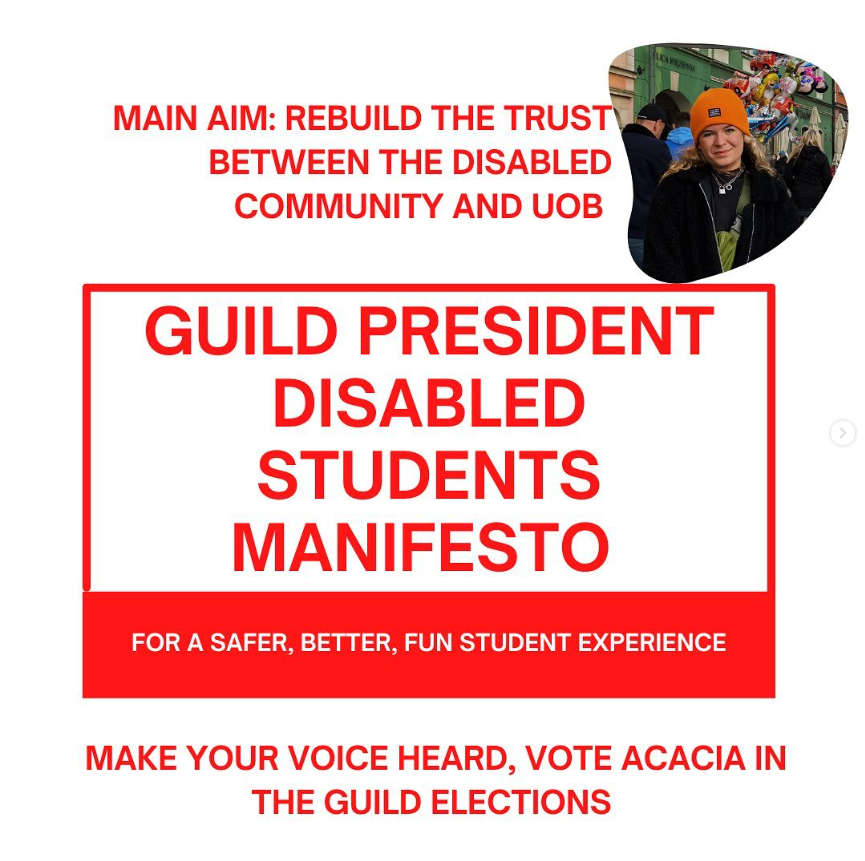 MAIN AIM: REBUILD THE TRUST
BETWEEN THE DISABLED
COMMUNITY AND UOB
GUILD PRESIDENT
DISABLED
STUDENTS
MANIFESTO
FOR A SAFER, BETTER, FUN STUDENT EXPERIENCE
MAKE YOUR VOICE HEARD, VOTE ACACIA IN
THE GUILD ELECTIONS